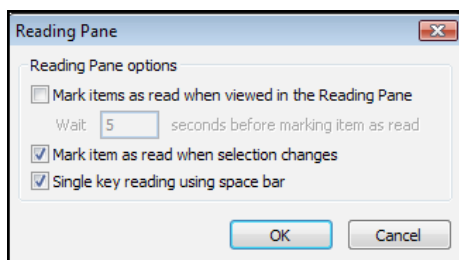 Reading Pane
Reading Pane options
Mark items as read when viewed in the Reading Pane
Wait 5 seconds before marking item as read
Mark item as read when selection changes
Single key reading using space bar
OK Cancel